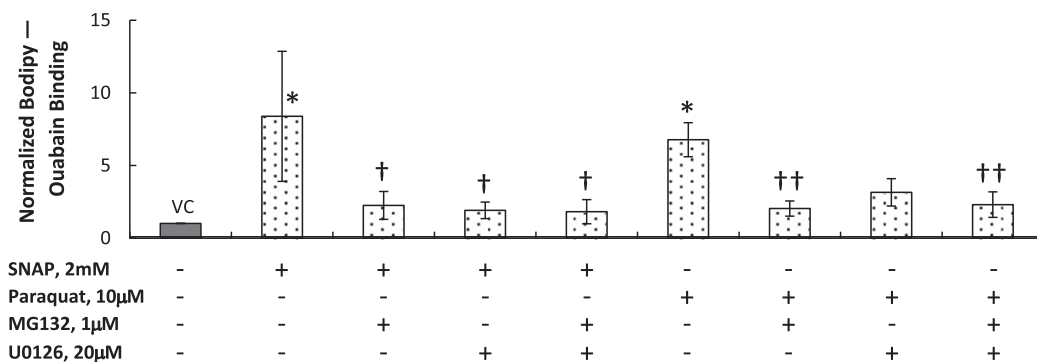 Normalized Bodipy —
Ouabain Binding
15
10
5
0
VC
*
†
†
†
*
††
††
SNAP, 2mM - + + + + - - - -
Paraquat, 10µM - - - - - + + + +
MG132, 1µM - - + - + - + - +
U0126, 20µM - - - + + - - + +